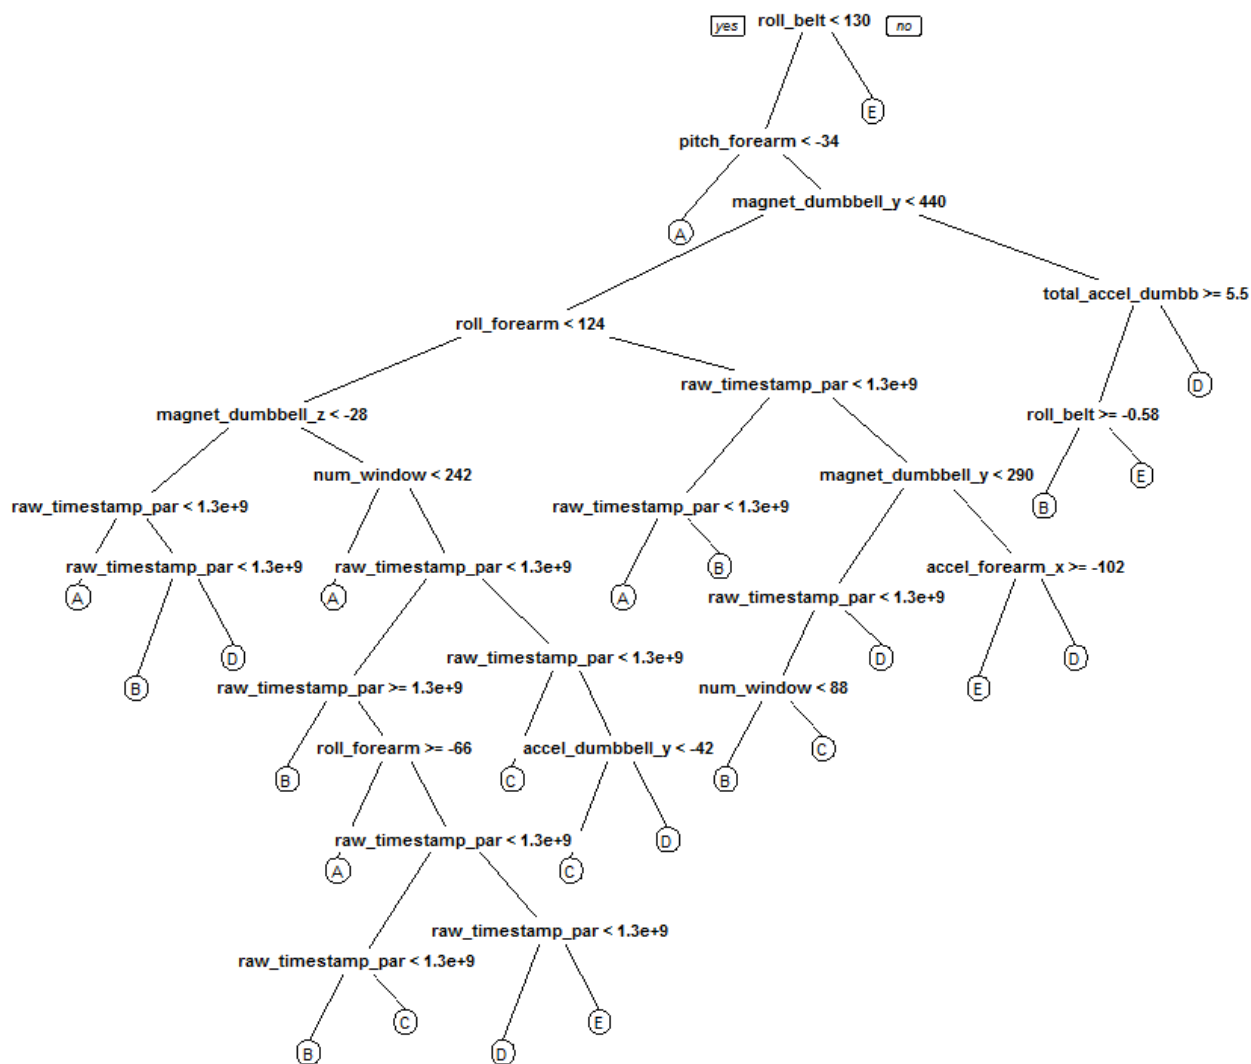 yes roll_belt < 130 no
E
pitch_forearm < -34
magnet_dumbbell_y < 440
A
total_accel_dumbb >= 5.5
roll_forearm < 124
raw_timestamp_par < 1.3e+9
D
magnet_dumbbell_z < -28
roll_belt >= -0.58
num_window < 242
magnet_dumbbell_y < 290
E
raw_timestamp_par < 1.3e+9
raw_timestamp_par < 1.3e+9
B
raw_timestamp_par < 1.3e+9
raw_timestamp_par < 1.3e+9
B
accel_forearm_x >= -102
A
A
A
raw_timestamp_par < 1.3e+9
D
raw_timestamp_par < 1.3e+9
D
D
B
raw_timestamp_par >= 1.3e+9
num_window < 88
E
roll_forearm >= -66
accel_dumbbell_y < -42
C
B
C
B
raw_timestamp_par < 1.3e+9
D
A
C
raw_timestamp_par < 1.3e+9
raw_timestamp_par < 1.3e+9
C
E
B
D